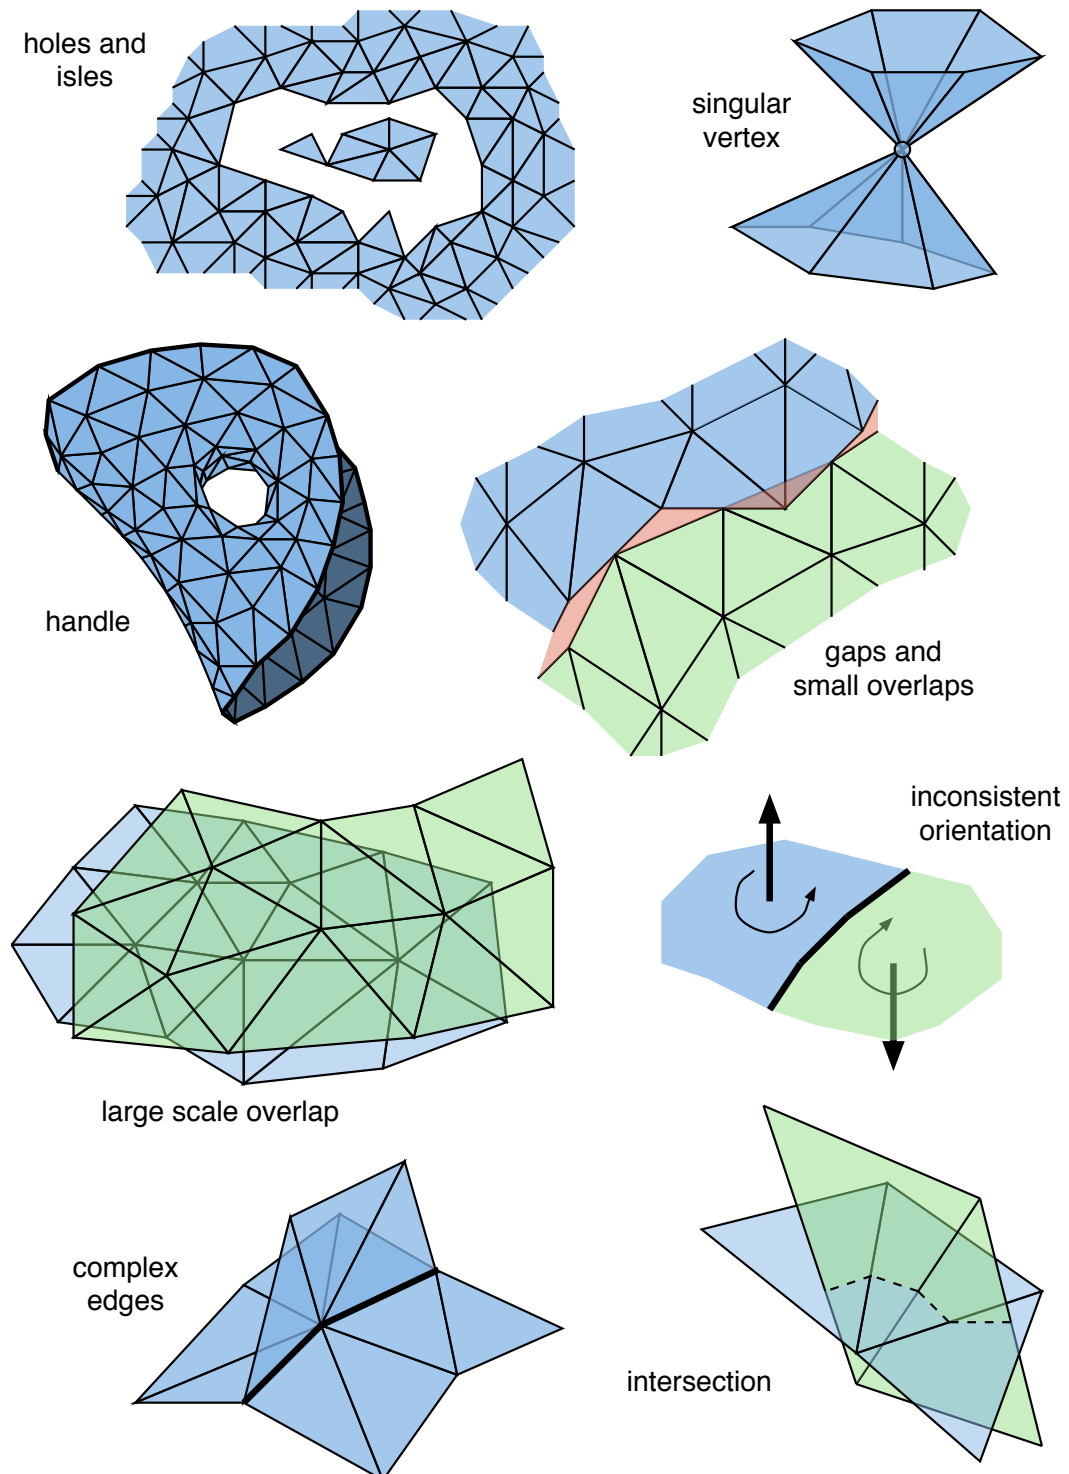 holes and
isles
singular
vertex
handle
gaps and
small overlaps
inconsistent
orientation
large scale overlap
complex
edges
intersection